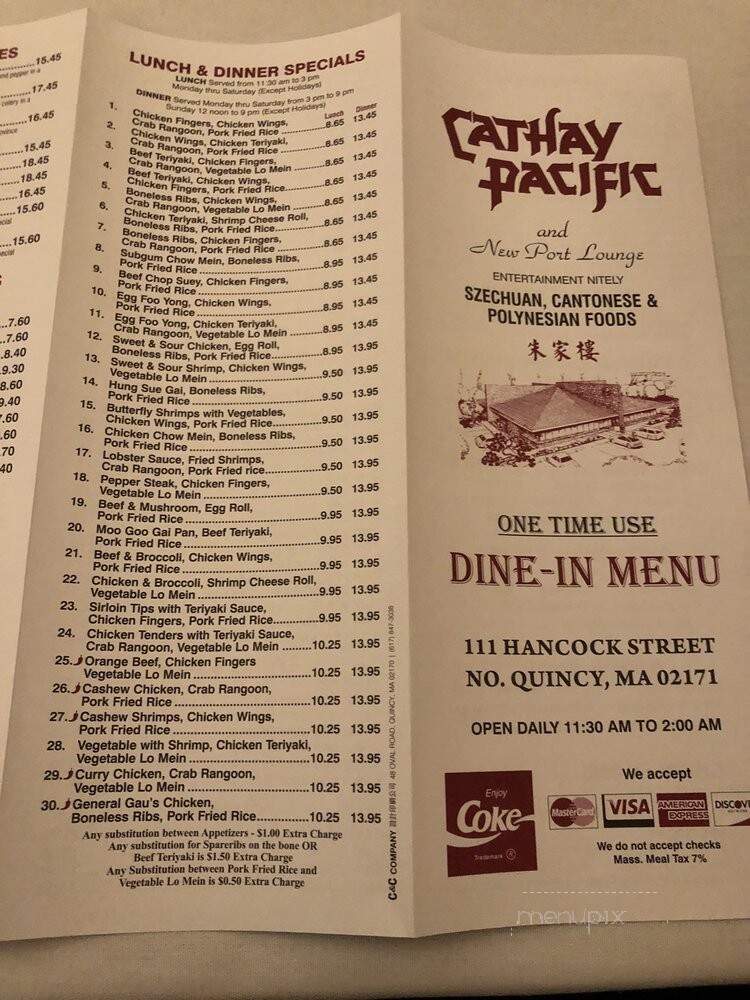 ES
15.45
and pepper in a
17.45
celery in a
16.45
15.45
18.45
18.45
16.45
15.60
15.60
7.60
7.60
8.40
9.30
8.60
9.40
7.60
.60
.70
40
LUNCH & DINNER SPECIALS
LUNCH Served from 11:30 am to 3 pm
Monday thru Saturday (Except Holidays)
DINNER Served Monday thru Saturday from 3 pm to 9 pm
Sunday 12 noon to 9 pm (Except Holidays)
Lunch Dinner
1. Chicken Fingers, Chicken Wings,
Crab Rangoon, Pork Fried Rice 8.65 13.45
2. Chicken Wings, Chicken Teriyaki,
Crab Rangoon, Pork Fried Rice 8.65 13.45
3. Beef Teriyaki, Chicken Fingers,
Crab Rangoon, Vegetable Lo Mein 8.65 13.45
4. Beef Teriyaki, Chicken Wings,
Chicken Fingers, Pork Fried Rice 8.65 13.45
5. Boneless Ribs, Chicken Wings,
Crab Rangoon, Vegetable Lo Mein 8.65 13.45
6. Chicken Teriyaki, Shrimp Cheese Roll,
Boneless Ribs, Pork Fried Rice 8.65 13.45
7. Boneless Ribs, Chicken Fingers,
Crab Rangoon, Pork Fried Rice 8.65 13.45
8. Subgum Chow Mein, Boneless Ribs,
Pork Fried Rice 8.95 13.45
9. Beef Chop Suey, Chicken Fingers,
Pork Fried Rice 8.95 13.45
10. Egg Foo Yong, Chicken Wings,
Pork Fried Rice 8.95 13.45
11. Egg Foo Yong, Chicken Teriyaki,
Crab Rangoon, Vegetable Lo Mein 8.95 13.45
12. Sweet & Sour Chicken, Egg Roll,
Boneless Ribs, Pork Fried Rice 8.95 13.95
13. Sweet & Sour Shrimp, Chicken Wings,
Vegetable Lo Mein 9.50 13.95
14. Hung Sue Gai, Boneless Ribs,
Pork Fried Rice 9.50 13.95
15. Butterfly Shrimps with Vegetables,
Chicken Wings, Pork Fried Rice 9.50 13.95
16. Chicken Chow Mein, Boneless Ribs,
Pork Fried Rice 9.50 13.95
17. Lobster Sauce, Fried Shrimps,
Crab Rangoon, Pork Fried rice 9.50 13.95
18. Pepper Steak, Chicken Fingers,
Vegetable Lo Mein 9.50 13.95
19. Beef & Mushroom, Egg Roll,
Pork Fried Rice 9.95 13.95
20. Moo Goo Gai Pan, Beef Teriyaki,
Pork Fried Rice 9.95 13.95
21. Beef & Broccoli, Chicken Wings,
Pork Fried Rice 9.95 13.95
22. Chicken & Broccoli, Shrimp Cheese Roll,
Vegetable Lo Mein 9.95 13.95
23. Sirloin Tips with Teriyaki Sauce,
Chicken Fingers, Pork Fried Rice 9.95 13.95
24. Chicken Tenders with Teriyaki Sauce,
Crab Rangoon, Vegetable Lo Mein 10.25 13.95
25. Orange Beef, Chicken Fingers
Vegetable Lo Mein 10.25 13.95
26. Cashew Chicken, Crab Rangoon,
Pork Fried Rice 10.25 13.95
27. Cashew Shrimps, Chicken Wings,
Pork Fried Rice 10.25 13.95
28. Vegetable with Shrimp, Chicken Teriyaki,
Vegetable Lo Mein 10.25 13.95
29. Curry Chicken, Crab Rangoon,
Vegetable Lo Mein 10.25 13.95
30. General Gau's Chicken,
Boneless Ribs, Pork Fried Rice 10.25 13.95
Any substitution between Appetizers - $1.00 Extra Charge
Any substitution for Spareribs on the bone OR
Beef Teriyaki is $1.50 Extra Charge
Any Substitution between Pork Fried Rice and
Vegetable Lo Mein is $0.50 Extra Charge
C&C COMPANY 設計印刷公司 48 OVAL ROAD, QUINCY, MA 02170 | (617) 847-3038
CATHAY
PACIFIC
and
New Port Lounge
ENTERTAINMENT NITELY
SZECHUAN, CANTONESE &
POLYNESIAN FOODS
朱家樓
ONE TIME USE
DINE-IN MENU
111 HANCOCK STREET
NO. QUINCY, MA 02171
OPEN DAILY 11:30 AM TO 2:00 AM
We accept
Enjoy
Coke
Trademark ®
MasterCard
VISA
AMERICAN EXPRESS
DISCOV
We do not accept checks
Mass. Meal Tax 7%
menupix